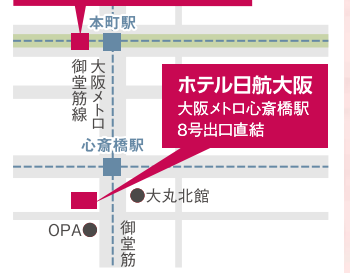 本町駅
大阪メトロ
御堂筋線
ホテル日航大阪
大阪メトロ心斎橋駅
8号出口直結
心斎橋駅
大丸北館
OPA
御堂筋